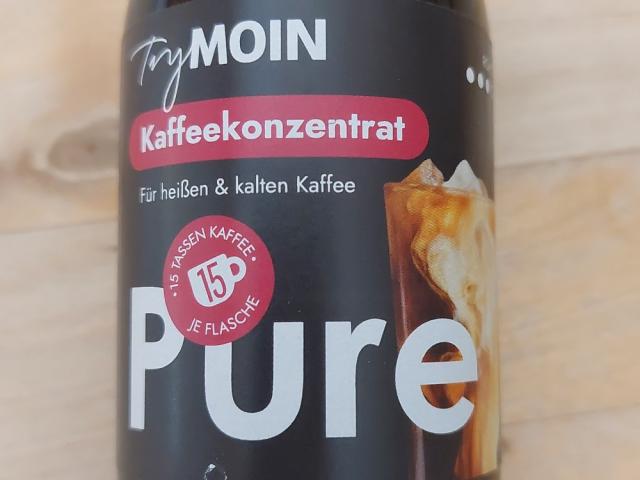 TryMOIN
Kaffeekonzentrat
Für heißen & kalten Kaffee
15 TASSEN KAFFEE
15
JE FLASCHE
Pure